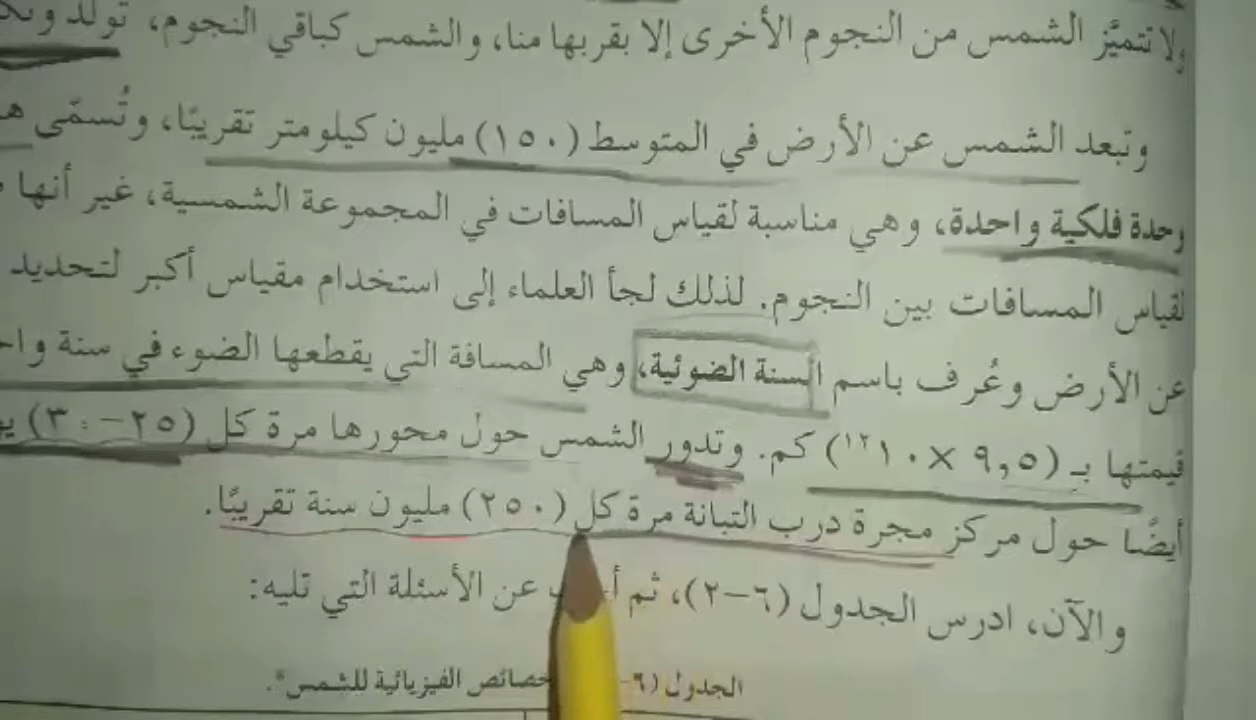 ولا تتميَّز الشمس من النجوم الأخرى إلا بقربها منا، والشمس كباقي النجوم، تولد
وتبعد الشمس عن الأرض في المتوسط (١٥٠) مليون كيلومتر تقريبًا، وتُسمّى
وحدة فلكية واحدة، وهي مناسبة لقياس المسافات في المجموعة الشمسية، غير أنها
لقياس المسافات بين النجوم. لذلك لجأ العلماء إلى استخدام مقياس أكبر لتحديد
عن الأرض وعُرف باسم السنة الضوئية، وهي المسافة التي يقطعها الضوء في سنة
قيمتها بـ (٩,٥ × ١٠١٢) كم. وتدور الشمس حول محورها مرة كل (٢٥-٣٠)
أيضًا حول مركز مجرة درب التبانة مرة كل (٢٥٠) مليون سنة تقريبًا.
والآن، ادرس الجدول (٦-٢)، ثم عن الأسئلة التي تليه:
الجدول (٦- الفيزيائية للشمس*.